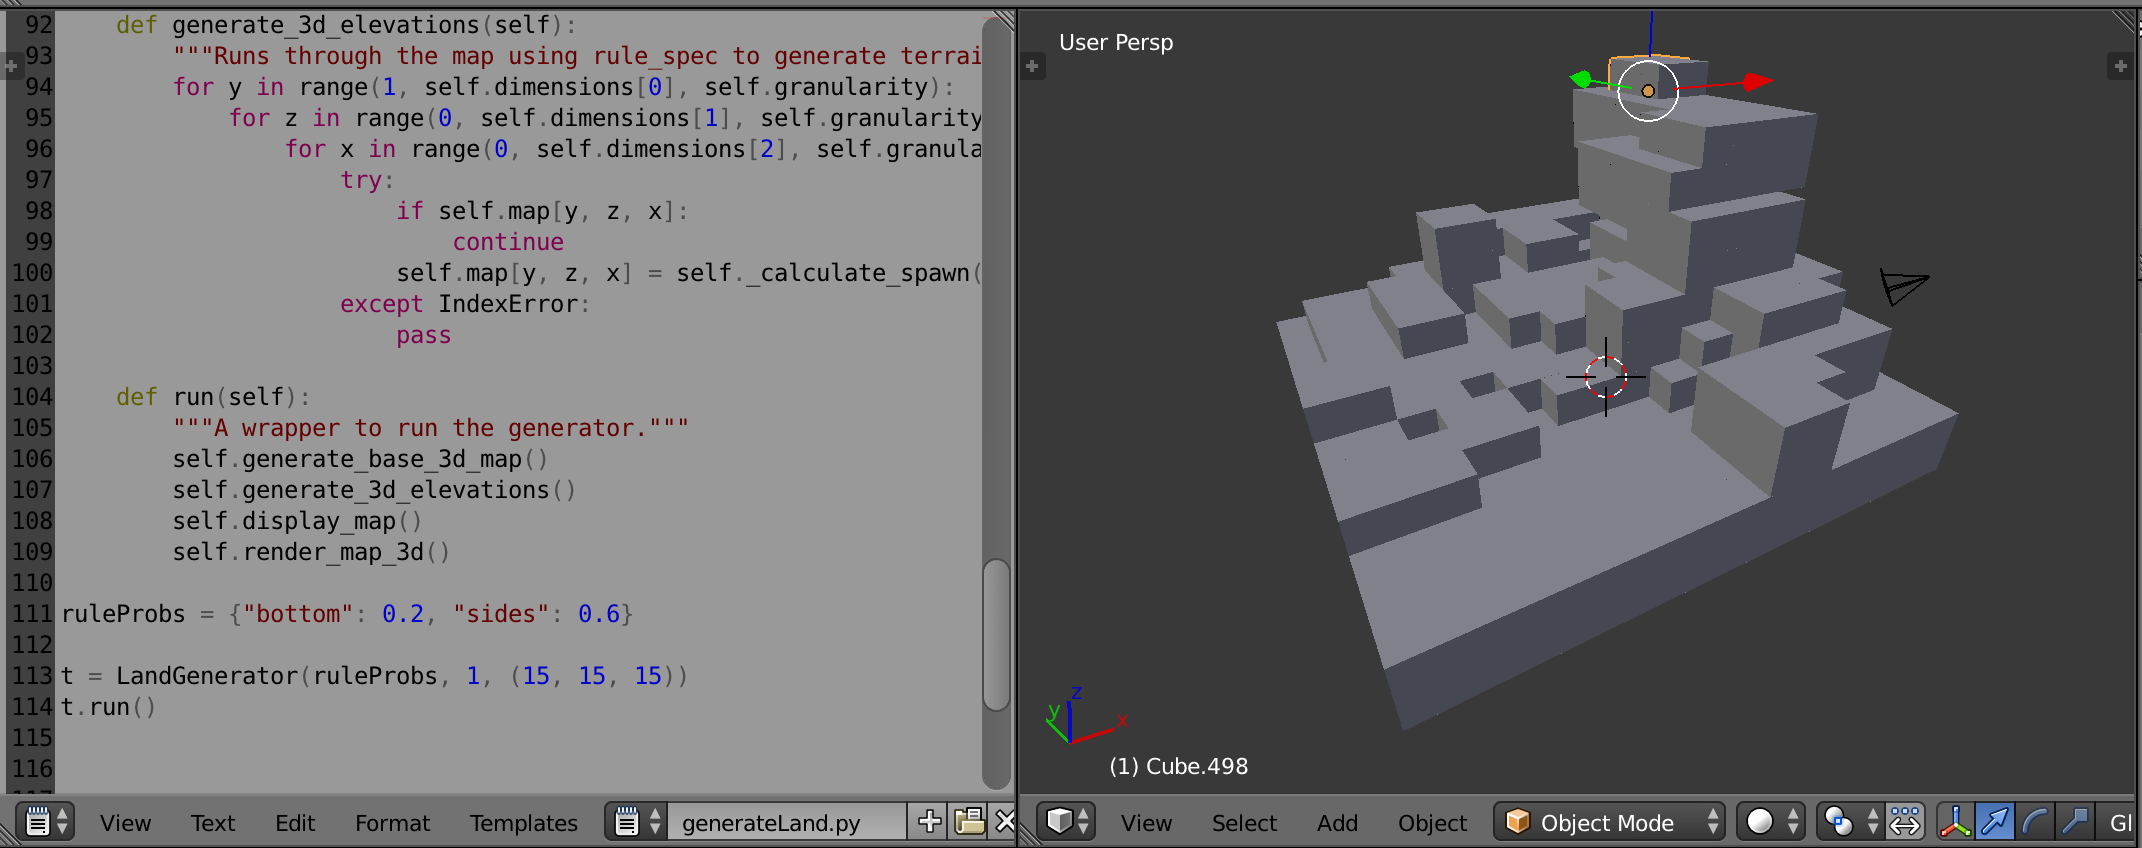 92 def generate_3d_elevations(self):
93 """Runs through the map using rule_spec to generate terrai
94 for y in range(1, self.dimensions[0], self.granularity):
95 for z in range(0, self.dimensions[1], self.granularity
96 for x in range(0, self.dimensions[2], self.granula
97 try:
98 if self.map[y, z, x]:
99 continue
100 self.map[y, z, x] = self._calculate_spawn(
101 except IndexError:
102 pass
103
104 def run(self):
105 """A wrapper to run the generator."""
106 self.generate_base_3d_map()
107 self.generate_3d_elevations()
108 self.display_map()
109 self.render_map_3d()
110
111 ruleProbs = {"bottom": 0.2, "sides": 0.6}
112
113 t = LandGenerator(ruleProbs, 1, (15, 15, 15))
114 t.run()
115
116
View Text Edit Format Templates generateLand.py
User Persp
z
y x
(1) Cube.498
View Select Add Object Object Mode Gl